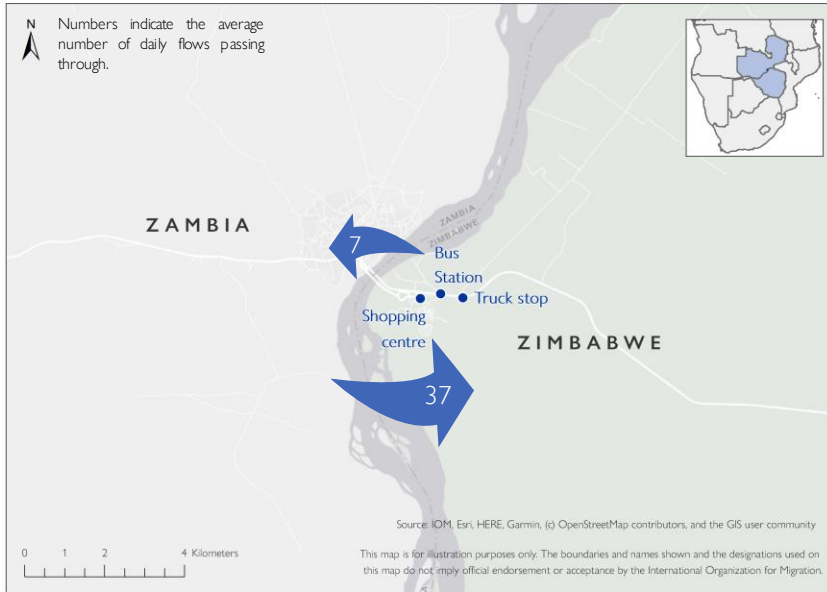 N
Numbers indicate the average
number of daily flows passing
through.
ZAMBIA
ZAMBIA
ZIMBABWE
7
Bus
Station
Truck stop
Shopping
centre
ZIMBABWE
37
Source: IOM, Esri, HERE, Garmin, (c) OpenStreetMap contributors, and the GIS user community
0 1 2 4 Kilometers
This map is for illustration purposes only. The boundaries and names shown and the designations used on
this map do not imply official endorsement or acceptance by the International Organization for Migration.